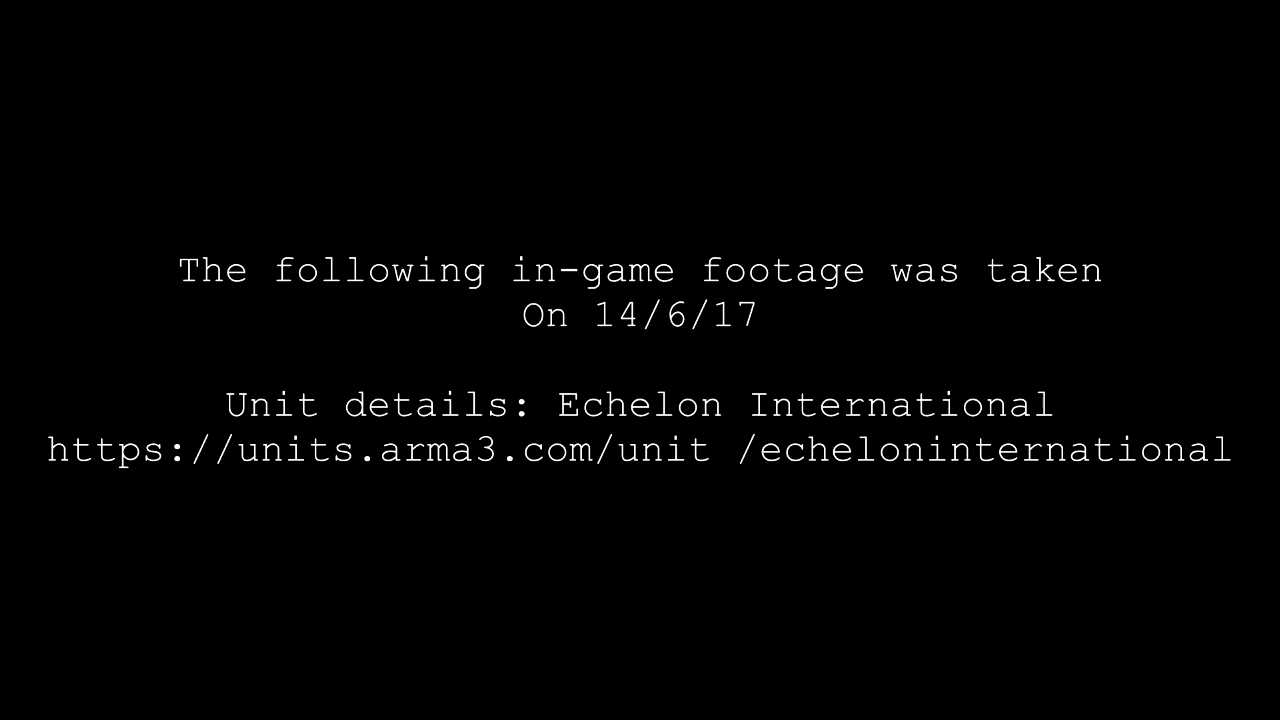 The following in-game footage was taken
On 14/6/17
Unit details: Echelon International
https://units.arma3.com/unit /echeloninternational